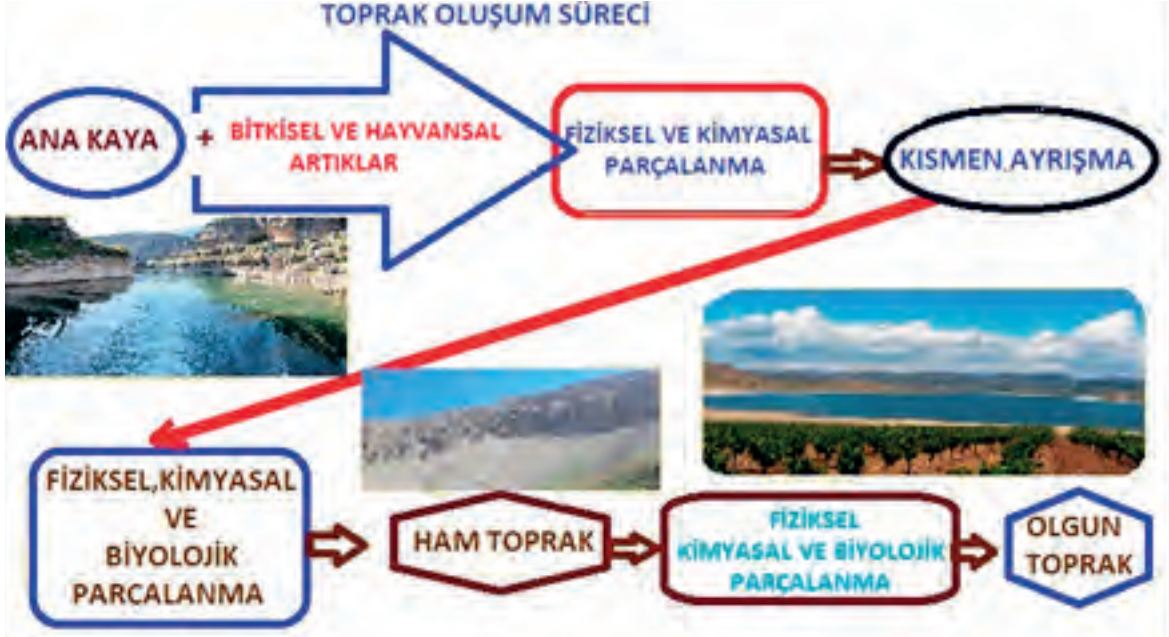 TOPRAK OLUŞUM SÜRECİ
ANA KAYA
+
BİTKİSEL VE HAYVANSAL
ARTIKLAR
FİZİKSEL VE KİMYASAL
PARÇALANMA
KISMEN AYRIŞMA
FİZİKSEL,KİMYASAL
VE
BİYOLOJİK
PARCALANMA
HAM TOPRAK
FİZİKSEL
KİMYASAL VE BİYOLOJİK
PARÇALANMA
OLGUN
TOPRAK